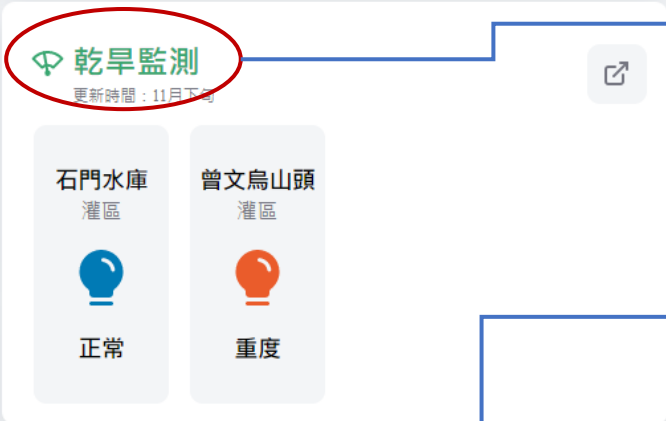 乾旱監測
更新時間：11月下旬
石門水庫
灌區
正常
曾文烏山頭
灌區
重度